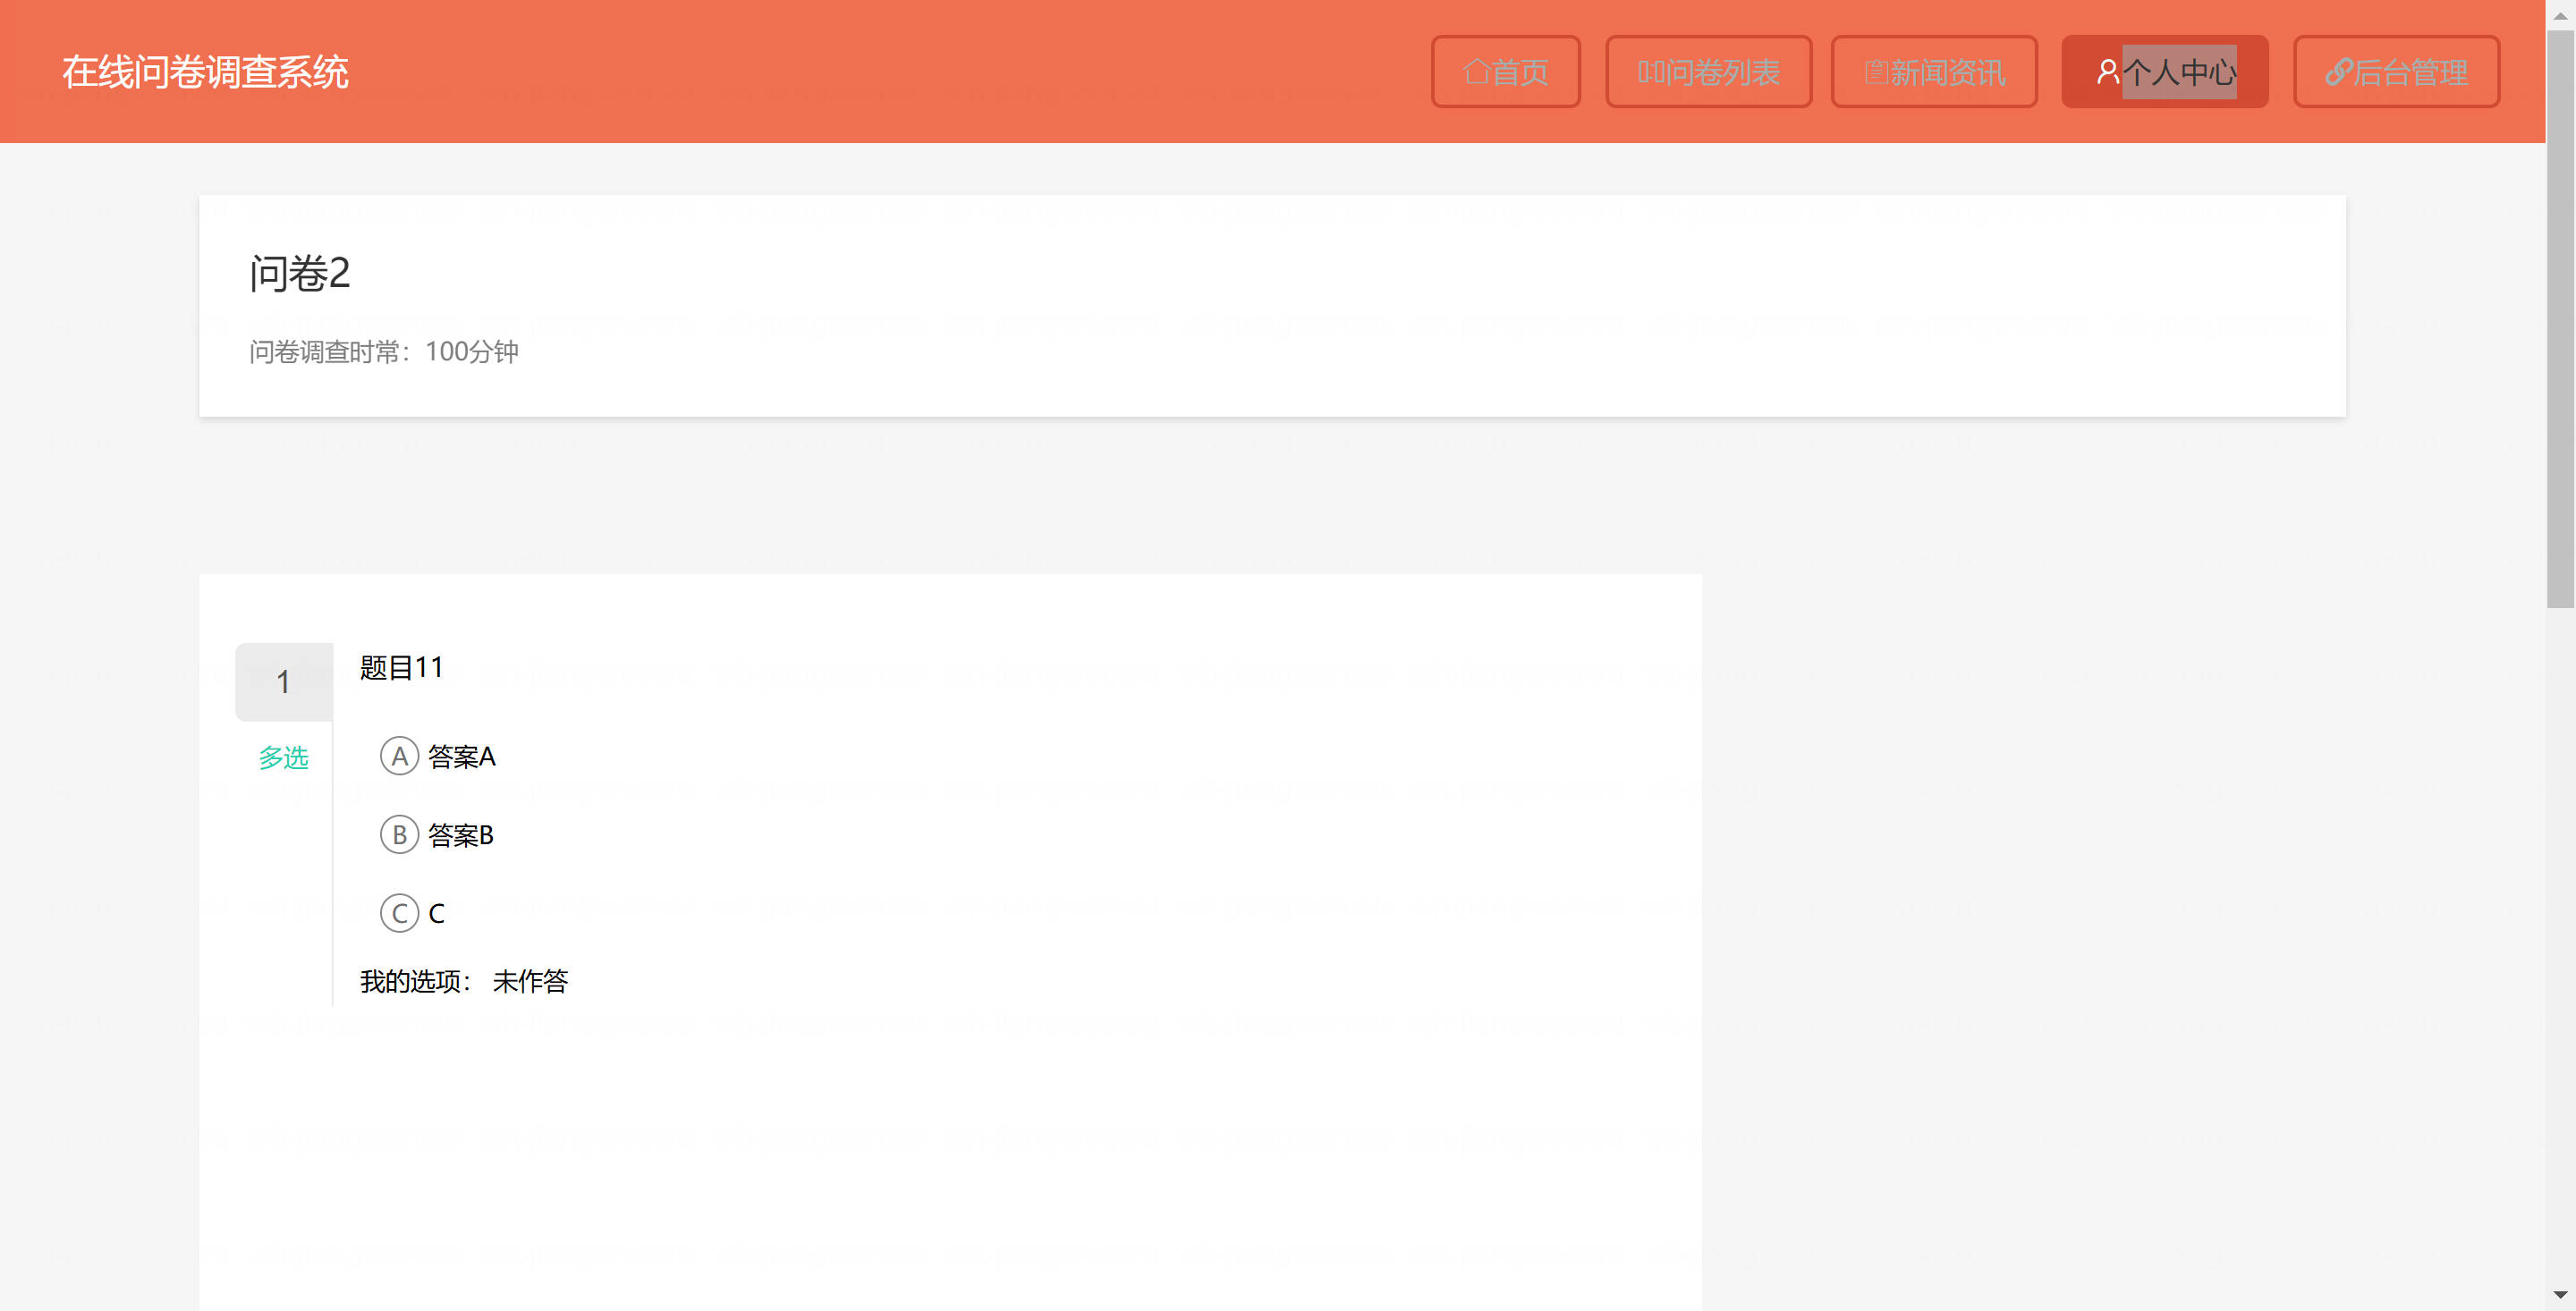 在线问卷调查系统
首页
问卷列表
新闻资讯
个人中心
后台管理
问卷2
问卷调查时常：100分钟
1
题目11
多选
A 答案A
B 答案B
C C
我的选项： 未作答